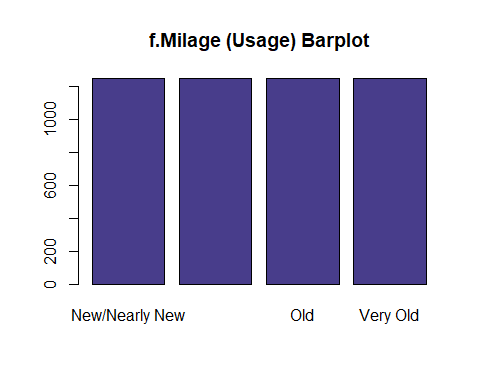 f.Milage (Usage) Barplot
1000
600
200
0
New/Nearly New
Old
Very Old